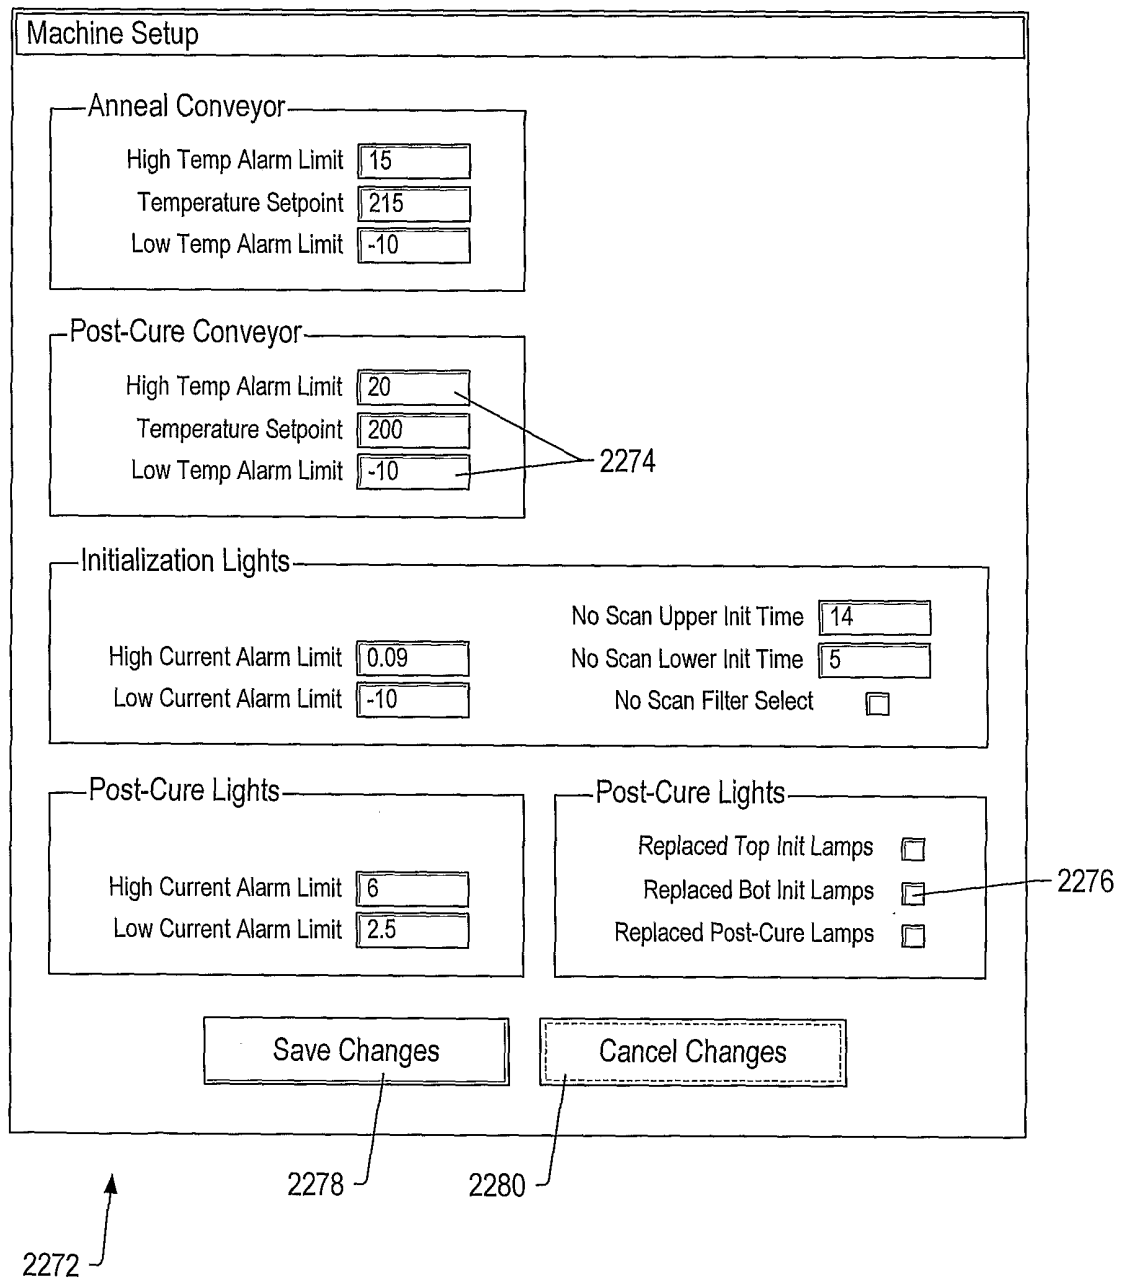 Machine Setup
Anneal Conveyor
High Temp Alarm Limit 15
Temperature Setpoint 215
Low Temp Alarm Limit -10
Post-Cure Conveyor
High Temp Alarm Limit 20
Temperature Setpoint 200
Low Temp Alarm Limit -10
2274
Initialization Lights
High Current Alarm Limit 0.09
Low Current Alarm Limit -10
No Scan Upper Init Time 14
No Scan Lower Init Time 5
No Scan Filter Select
Post-Cure Lights
High Current Alarm Limit 6
Low Current Alarm Limit 2.5
Post-Cure Lights
Replaced Top Init Lamps
Replaced Bot Init Lamps
Replaced Post-Cure Lamps
2276
Save Changes
Cancel Changes
2278
2280
2272